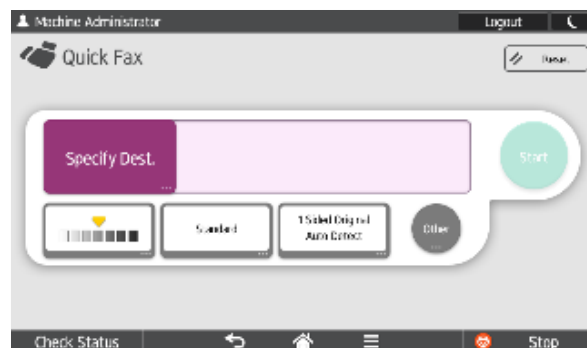 Machine Administrator
Logout
Quick Fax
Reset
Specify Dest.
Start
Standard
1 Sided Original
Auto Detect
Other
Check Status
Stop